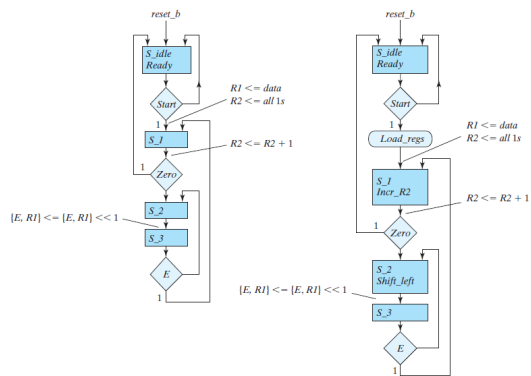 reset_b
S_idle
Ready
Start
R1 <= data
R2 <= all 1s
1
S_1
R2 <= R2 + 1
1
Zero
S_2
{E, R1} <= {E, R1} << 1
S_3
E
1
reset_b
S_idle
Ready
Start
1
Load_regs
R1 <= data
R2 <= all 1s
S_1
Incr_R2
R2 <= R2 + 1
1
Zero
S_2
Shift_left
{E, R1} <− {E, R1} << 1
S_3
E
1